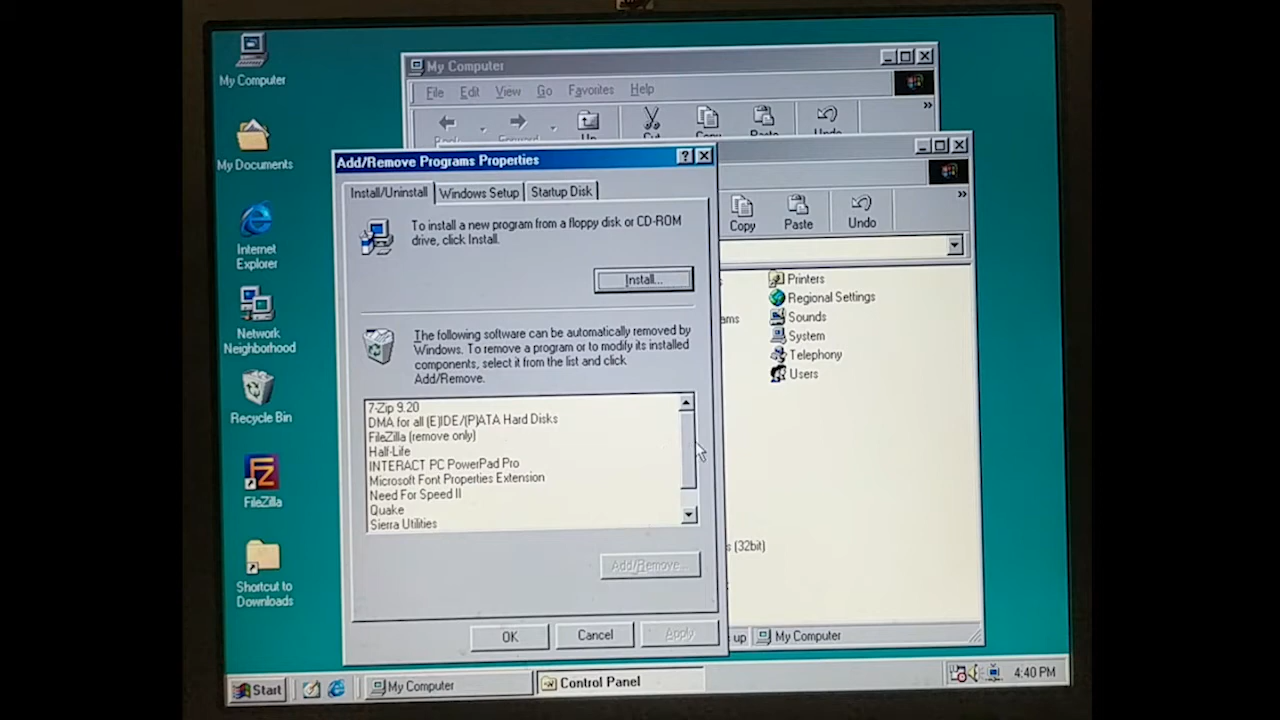 My Computer
My Documents
Internet
Explorer
Network
Neighborhood
Recycle Bin
FileZilla
Shortcut to
Downloads
My Computer
File Edit View Go Favorites Help
»
Up Cut Copy Paste Undo
»
Copy Paste Undo
Printers
Regional Settings
Sounds
System
Telephony
Users
(32bit)
up My Computer
Add/Remove Programs Properties
Install/Uninstall Windows Setup Startup Disk
To install a new program from a floppy disk or CD-ROM
drive, click Install.
Install...
The following software can be automatically removed by
Windows. To remove a program or to modify its installed
components, select it from the list and click
Add/Remove.
7-Zip 9.20
DMA for all (E)IDE/(P)ATA Hard Disks
FileZilla (remove only)
Half-Life
INTERACT PC PowerPad Pro
Microsoft Font Properties Extension
Need For Speed II
Quake
Sierra Utilities
Add/Remove...
OK Cancel Apply
Start My Computer Control Panel 4:40 PM